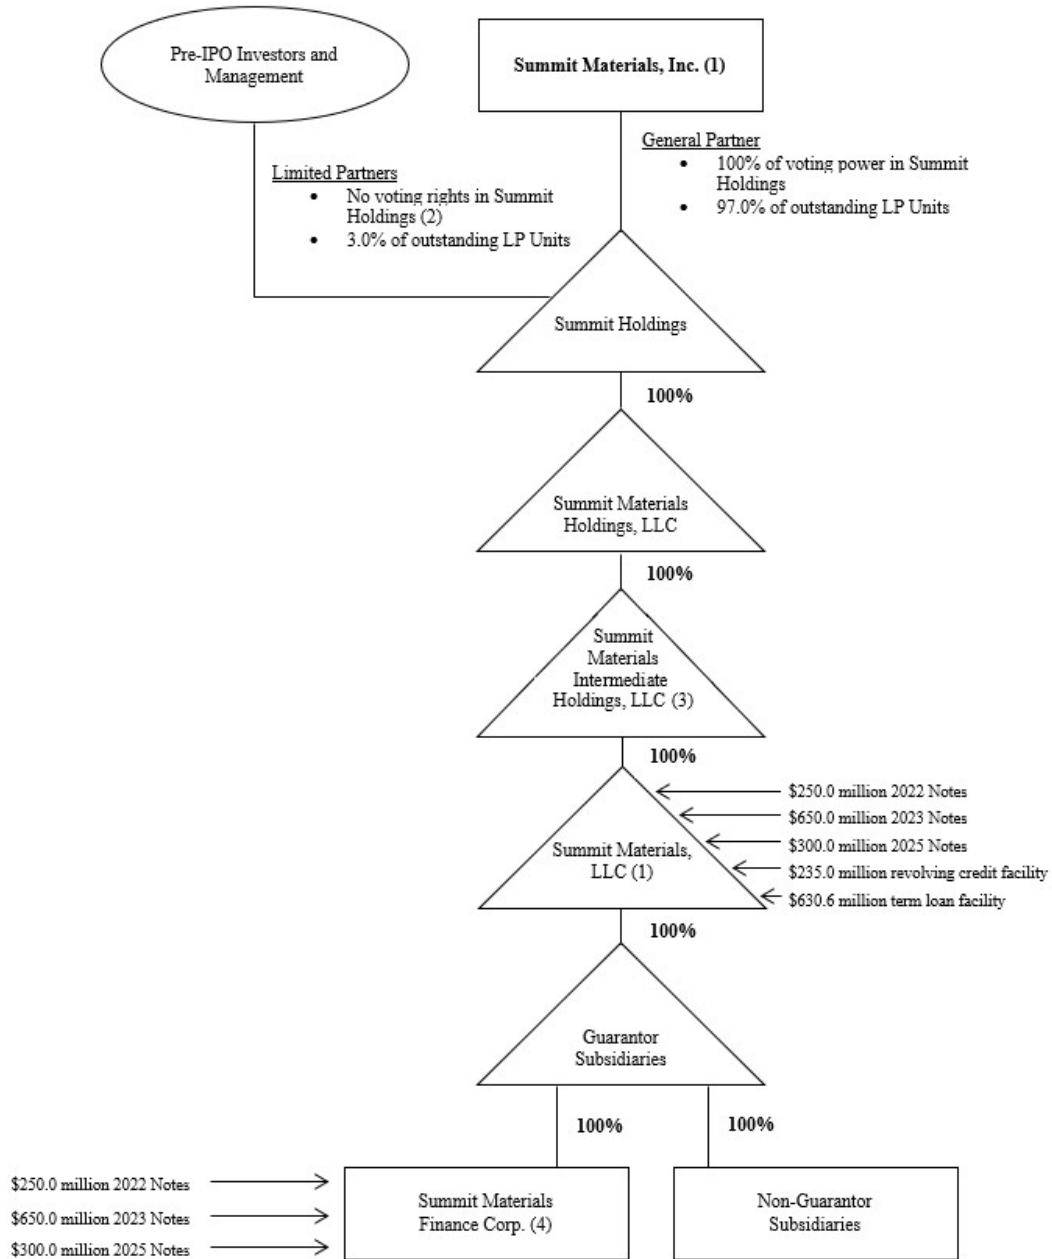 Pre-IPO Investors and
Management
Summit Materials, Inc. (1)
Limited Partners
• No voting rights in Summit
Holdings (2)
• 3.0% of outstanding LP Units
General Partner
• 100% of voting power in Summit
Holdings
• 97.0% of outstanding LP Units
Summit Holdings
100%
Summit Materials
Holdings, LLC
100%
Summit
Materials
Intermediate
Holdings, LLC (3)
100%
Summit Materials,
LLC (1)
$250.0 million 2022 Notes
$650.0 million 2023 Notes
$300.0 million 2025 Notes
$235.0 million revolving credit facility
$630.6 million term loan facility
100%
Guarantor
Subsidiaries
100%
100%
$250.0 million 2022 Notes
$650.0 million 2023 Notes
$300.0 million 2025 Notes
Summit Materials
Finance Corp. (4)
Non-Guarantor
Subsidiaries